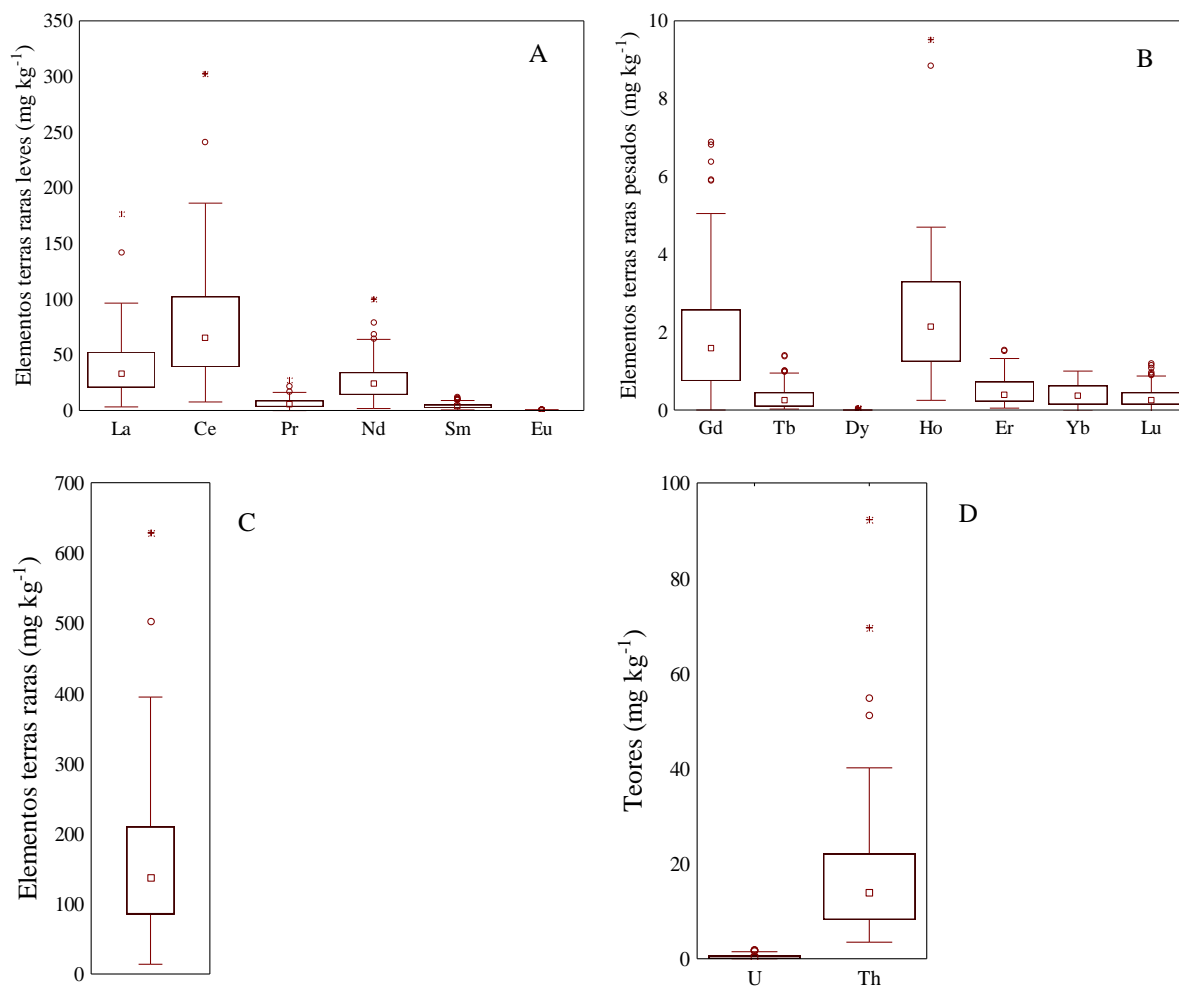 Elementos terras raras leves (mg kg-1)
350
300
250
200
150
100
50
0
A
La Ce Pr Nd Sm Eu
Elementos terras raras pesados (mg kg-1)
10
8
6
4
2
0
B
Gd Tb Dy Ho Er Yb Lu
Elementos terras raras (mg kg-1)
700
600
500
400
300
200
100
0
C
Teores (mg kg-1)
100
80
60
40
20
0
D
U Th